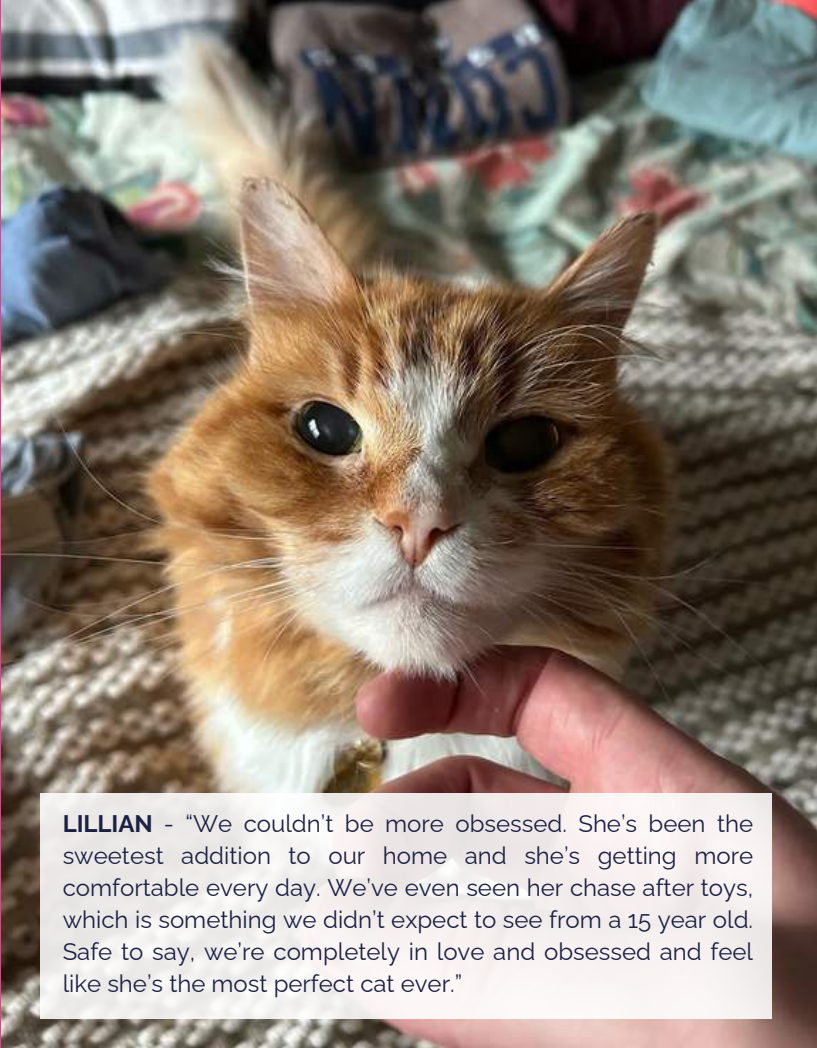 LILLIAN - “We couldn’t be more obsessed. She’s been the
sweetest addition to our home and she’s getting more
comfortable every day. We’ve even seen her chase after toys,
which is something we didn’t expect to see from a 15 year old.
Safe to say, we’re completely in love and obsessed and feel
like she’s the most perfect cat ever.”